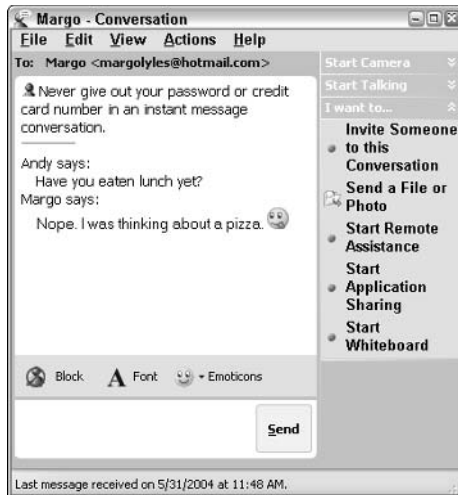 Margo - Conversation
File Edit View Actions Help
To: Margo <margolyles@hotmail.com>
Never give out your password or credit
card number in an instant message
conversation.
Andy says:
Have you eaten lunch yet?
Margo says:
Nope. I was thinking about a pizza.
Block Font Emoticons
Send
Last message received on 5/31/2004 at 11:48 AM.
Start Camera
Start Talking
I want to...
Invite Someone
to this
Conversation
Send a File or
Photo
Start Remote
Assistance
Start
Application
Sharing
Start
Whiteboard